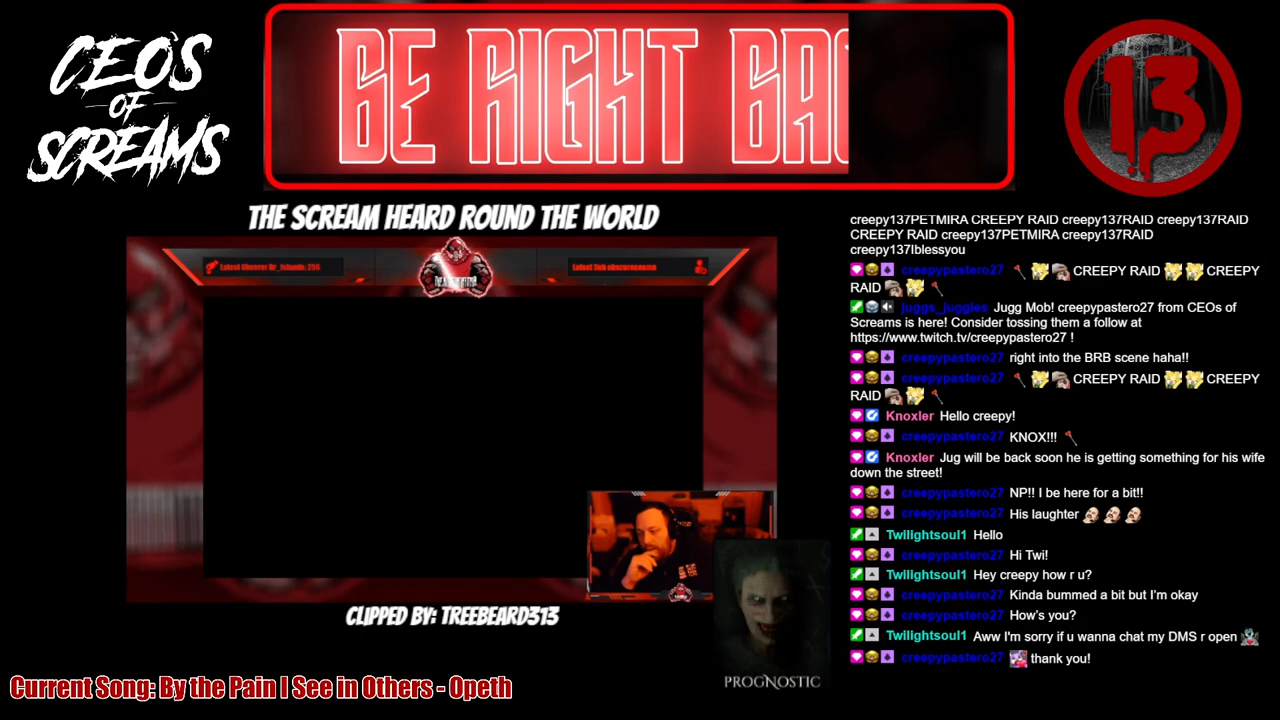 CEO'S
OF
SCREAMS
BE RIGHT BAC
13
THE SCREAM HEARD ROUND THE WORLD
creepy137PETMIRA CREEPY RAID creepy137RAID creepy137RAID
CREEPY RAID creepy137PETMIRA creepy137RAID
creepy137Iblessyou
creepypastero27 CREEPY RAID CREEPY
RAID
juggs_juggles Jugg Mob! creepypastero27 from CEOs of
Screams is here! Consider tossing them a follow at
https://www.twitch.tv/creepypastero27 !
creepypastero27 right into the BRB scene haha!!
creepypastero27 CREEPY RAID CREEPY
RAID
Knoxler Hello creepy!
creepypastero27 KNOX!!!
Knoxler Jug will be back soon he is getting something for his wife
down the street!
creepypastero27 NP!! I be here for a bit!!
creepypastero27 His laughter
Twilightsoul1 Hello
creepypastero27 Hi Twi!
Twilightsoul1 Hey creepy how r u?
creepypastero27 Kinda bummed a bit but I'm okay
creepypastero27 How's you?
Twilightsoul1 Aww I'm sorry if u wanna chat my DMS r open
creepypastero27 thank you!
CLIPPED BY: TREEBEARD313
PROGNOSTIC
Current Song: By the Pain I See in Others - Opeth